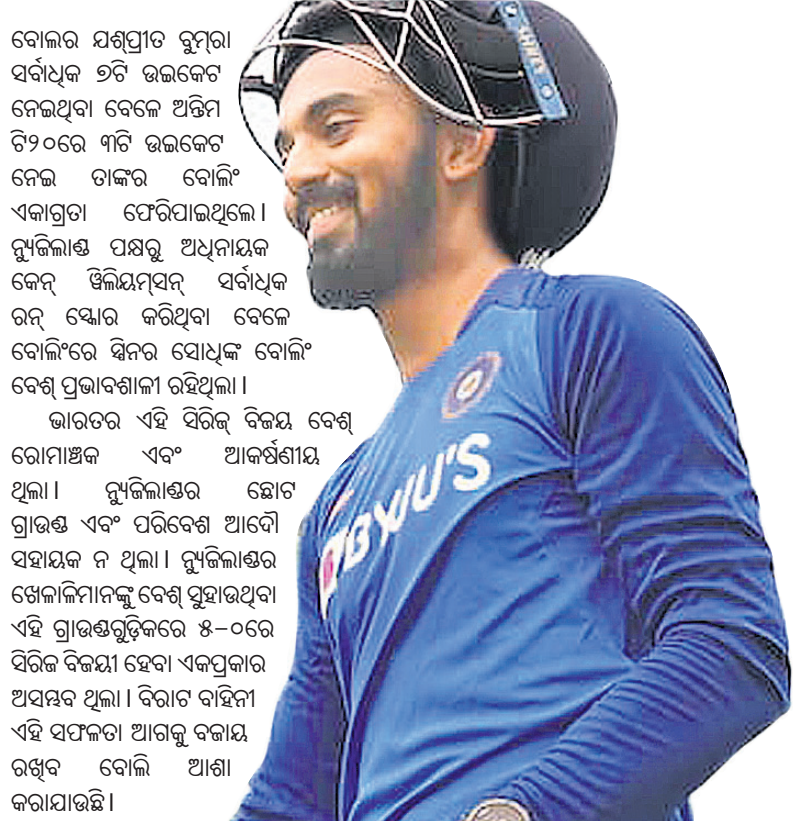 ବୋଲର ଯଶ୍‌ପ୍ରୀତ ବୁମ୍‌ରା
ସର୍ବାଧିକ ୭ଟି ଉଇକେଟ
ନେଇଥିବା ବେଳେ ଅନ୍ତିମ
ଟି୨୦ରେ ୩ଟି ଉଇକେଟ
ନେଇ ତାଙ୍କର ବୋଲିଂ
ଏକାଗ୍ରତା ଫେରିପାଇଥିଲେ।
ନ୍ୟୁଜିଲାଣ୍ଡ ପକ୍ଷରୁ ଅଧିନାୟକ
କେନ୍ ୱିଲିୟମ୍‌ସନ୍ ସର୍ବାଧିକ
ରନ୍ ସ୍କୋର କରିଥିବା ବେଳେ
ବୋଲିଂରେ ସ୍ପିନର ସୋଧିଙ୍କ ବୋଲିଂ
ବେଶ୍ ପ୍ରଭାବଶାଳୀ ରହିଥିଲା।
ଭାରତର ଏହି ସିରିଜ୍ ବିଜୟ ବେଶ୍
ରୋମାଞ୍ଚକ ଏବଂ ଆକର୍ଷଣୀୟ
ଥିଲା। ନ୍ୟୁଜିଲାଣ୍ଡର ଛୋଟ
ଗ୍ରାଉଣ୍ଡ ଏବଂ ପରିବେଶ ଆଦୌ
ସହାୟକ ନ ଥିଲା। ନ୍ୟୁଜିଲାଣ୍ଡର
ଖେଳାଳିମାନଙ୍କୁ ବେଶ୍ ସୁହାଉଥିବା
ଏହି ଗ୍ରାଉଣ୍ଡଗୁଡ଼ିକରେ ୫-୦ରେ
ସିରିଜ ବିଜୟୀ ହେବା ଏକପ୍ରକାର
ଅସମ୍ଭବ ଥିଲା। ବିରାଟ ବାହିନୀ
ଏହି ସଫଳତା ଆଗକୁ ବଜାୟ
ରଖିବ ବୋଲି ଆଶା
କରାଯାଉଛି।
SHREY
BYJU'S